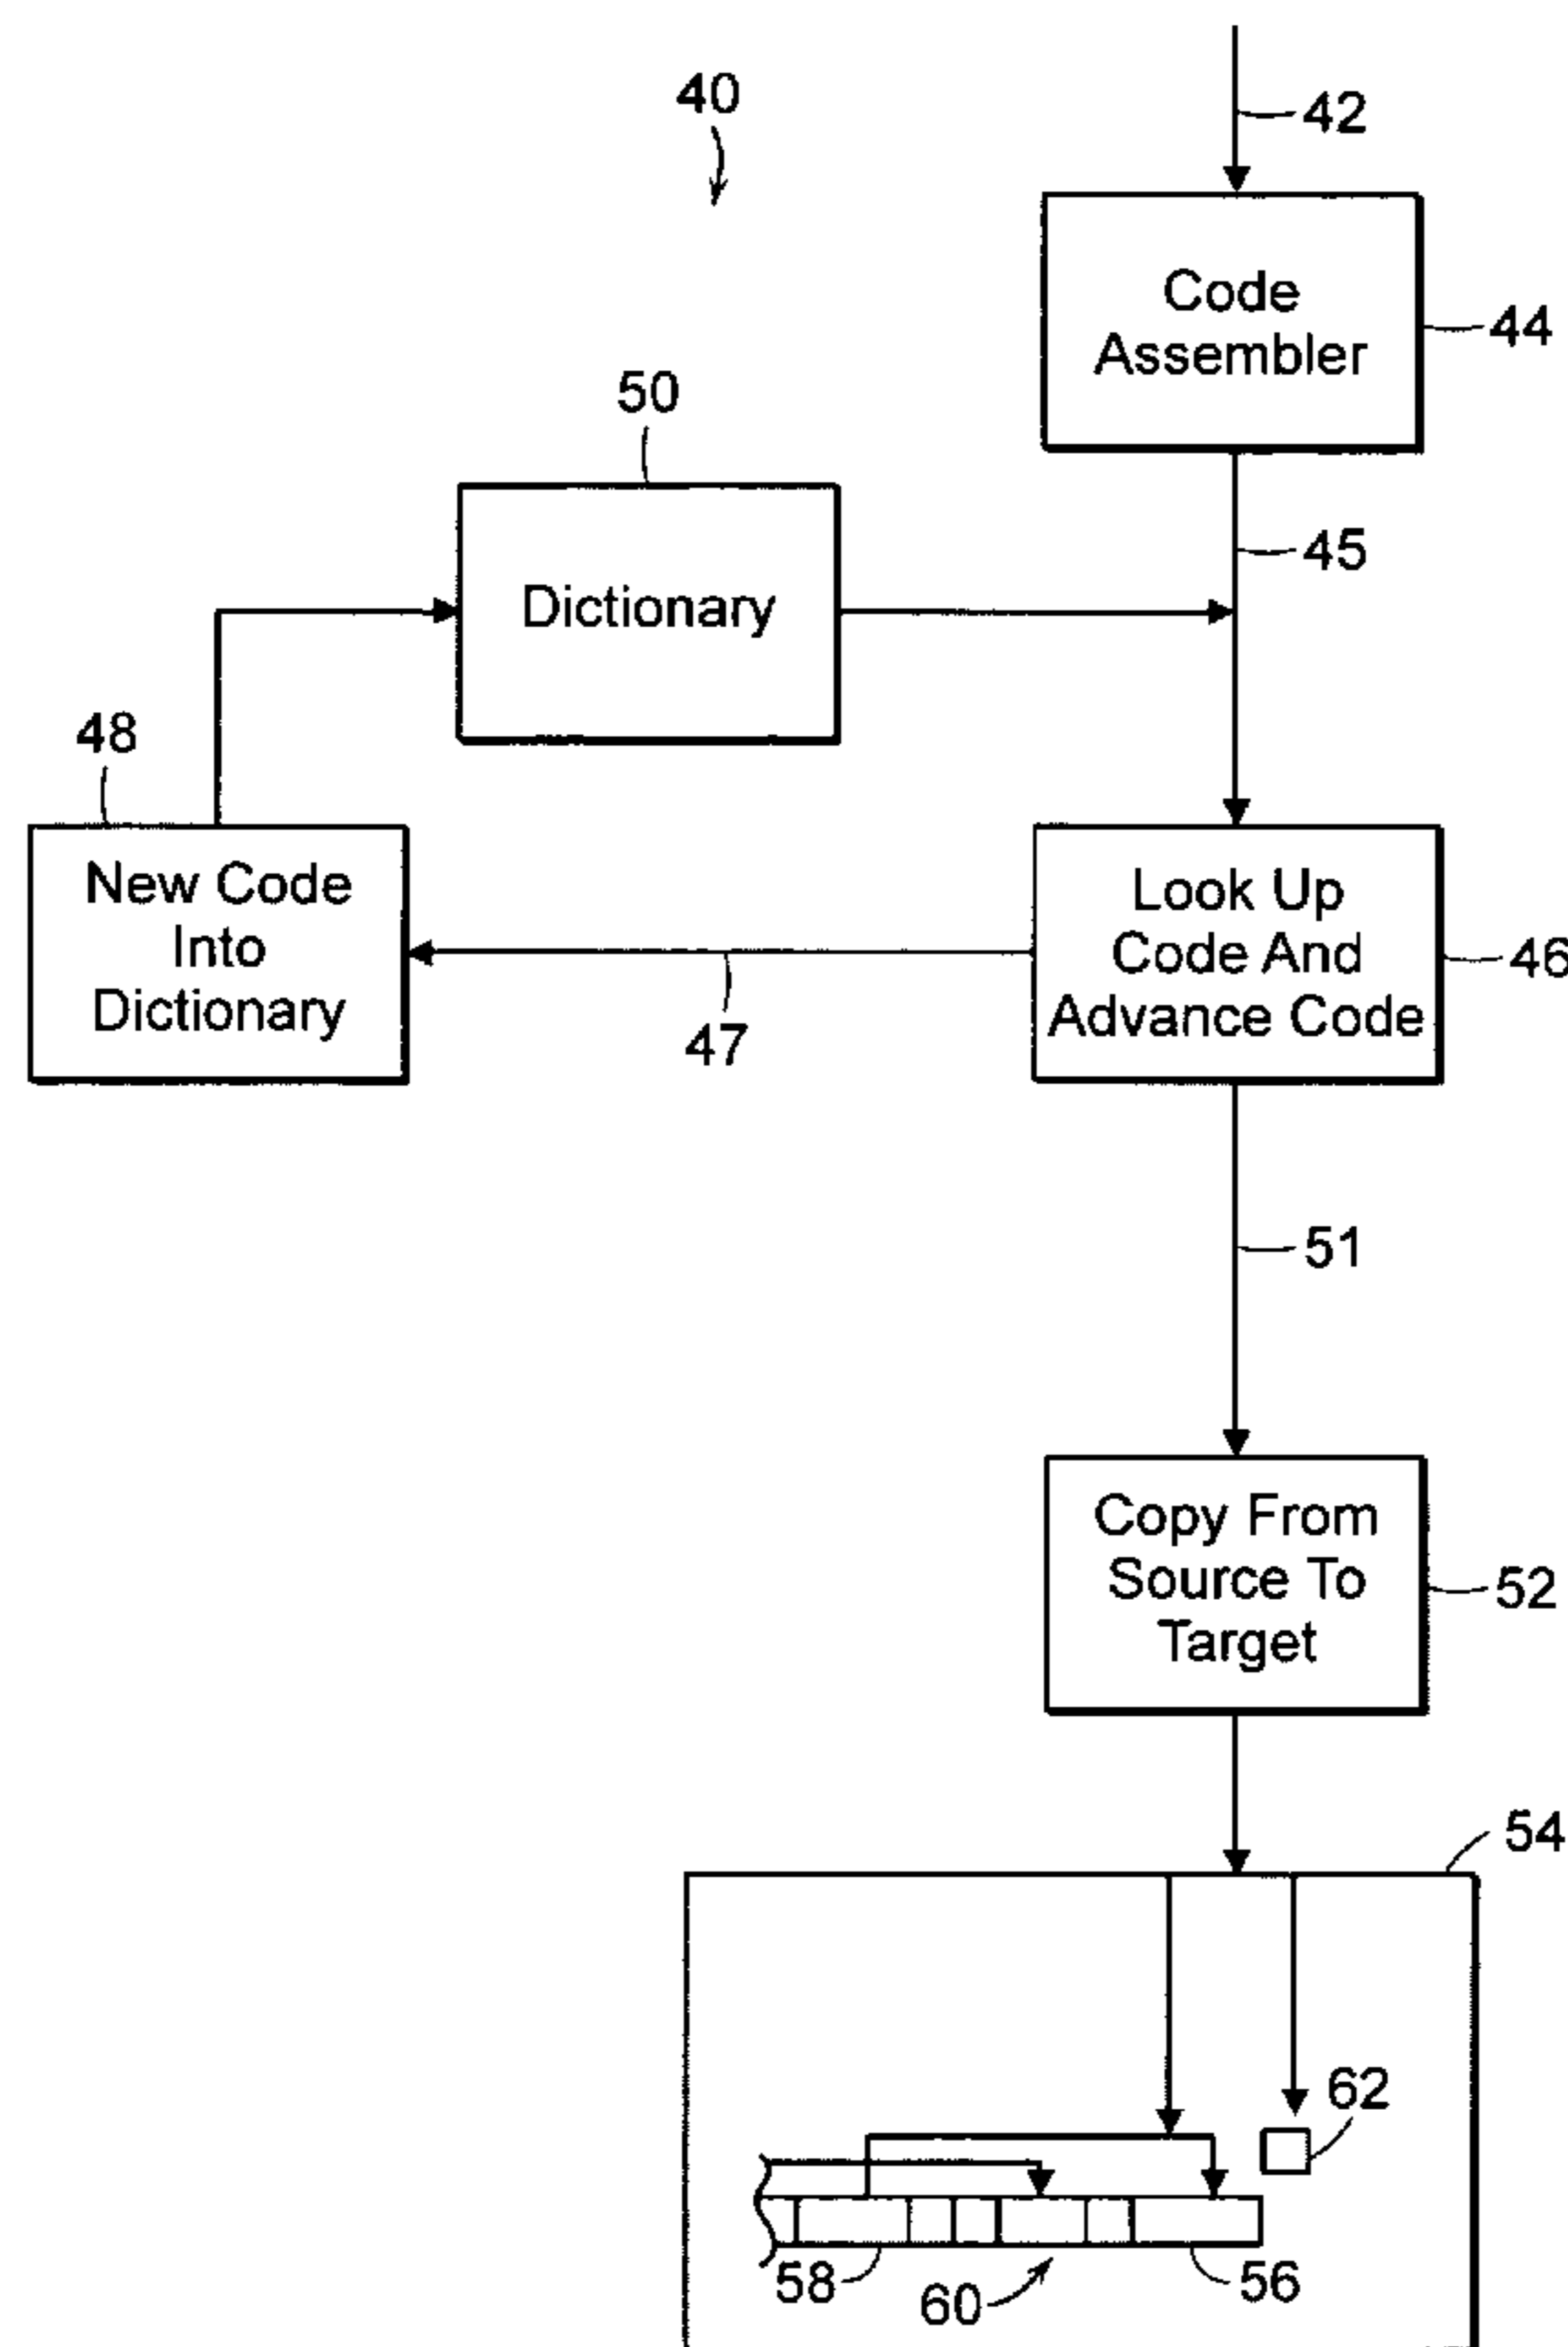 40
42
Code
Assembler
44
50
45
Dictionary
48
New Code
Into
Dictionary
Look Up
Code And
Advance Code
46
47
51
Copy From
Source To
Target
52
54
62
58
60
56